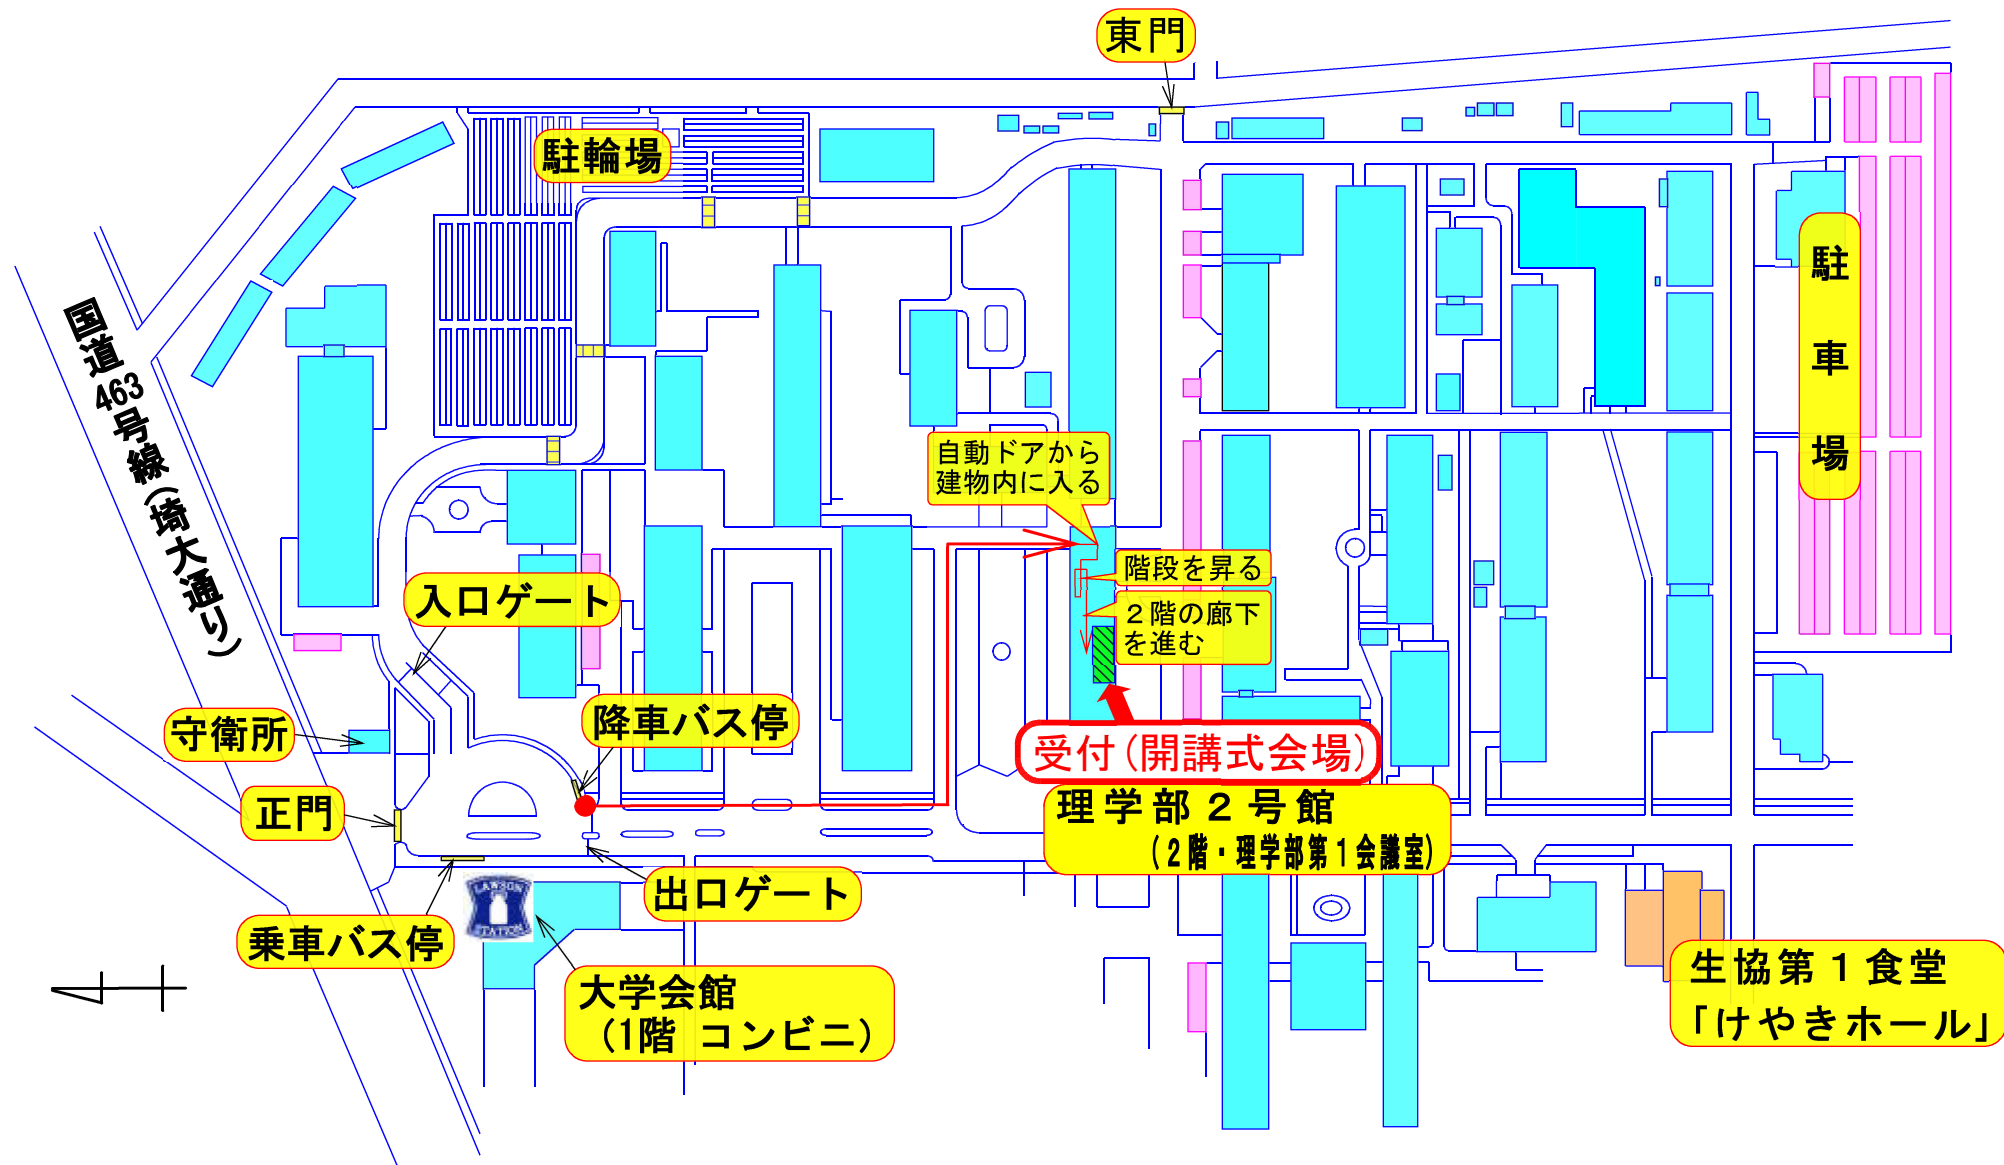 東門
駐輪場
駐車場
国道463号線(埼大通り)
自動ドアから
建物内に入る
階段を昇る
2階の廊下
を進む
入口ゲート
守衛所
降車バス停
正門
受付(開講式会場)
理学部2号館
(2階・理学部第1会議室)
出口ゲート
LAWSON
STATION
乗車バス停
大学会館
(1階 コンビニ)
生協第1食堂
「けやきホール」